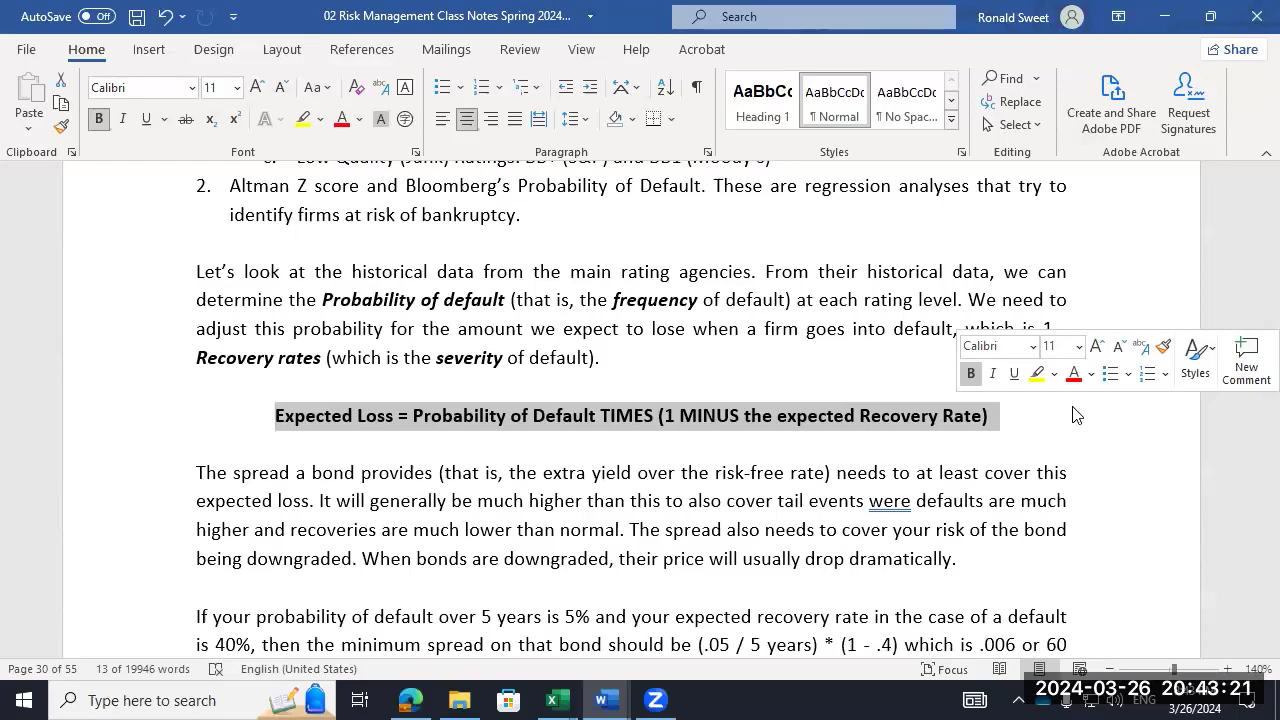 AutoSave Off 02 Risk Management Class Notes Spring 2024... Search Ronald Sweet
File Home Insert Design Layout References Mailings Review View Help Acrobat Share
Paste Calibri 11 Aa AaBbCc AaBbCcDc AaBbCcDc Find
Heading 1 ¶ Normal ¶ No Spac... Replace Create and Share Adobe PDF Request Signatures
Select
Clipboard Font Paragraph Styles Editing Adobe Acrobat
2. Altman Z score and Bloomberg's Probability of Default. These are regression analyses that try to
identify firms at risk of bankruptcy.
Let's look at the historical data from the main rating agencies. From their historical data, we can
determine the Probability of default (that is, the frequency of default) at each rating level. We need to
adjust this probability for the amount we expect to lose when a firm goes into default, which is 1
Recovery rates (which is the severity of default).
Calibri 11
Styles New Comment
Expected Loss = Probability of Default TIMES (1 MINUS the expected Recovery Rate)
The spread a bond provides (that is, the extra yield over the risk-free rate) needs to at least cover this
expected loss. It will generally be much higher than this to also cover tail events were defaults are much
higher and recoveries are much lower than normal. The spread also needs to cover your risk of the bond
being downgraded. When bonds are downgraded, their price will usually drop dramatically.
If your probability of default over 5 years is 5% and your expected recovery rate in the case of a default
is 40%, then the minimum spread on that bond should be (.05 / 5 years) * (1 - .4) which is .006 or 60
Page 30 of 55 13 of 19946 words English (United States) Focus 140%
Type here to search ENG 2024-03-26 20:43:21
3/26/2024